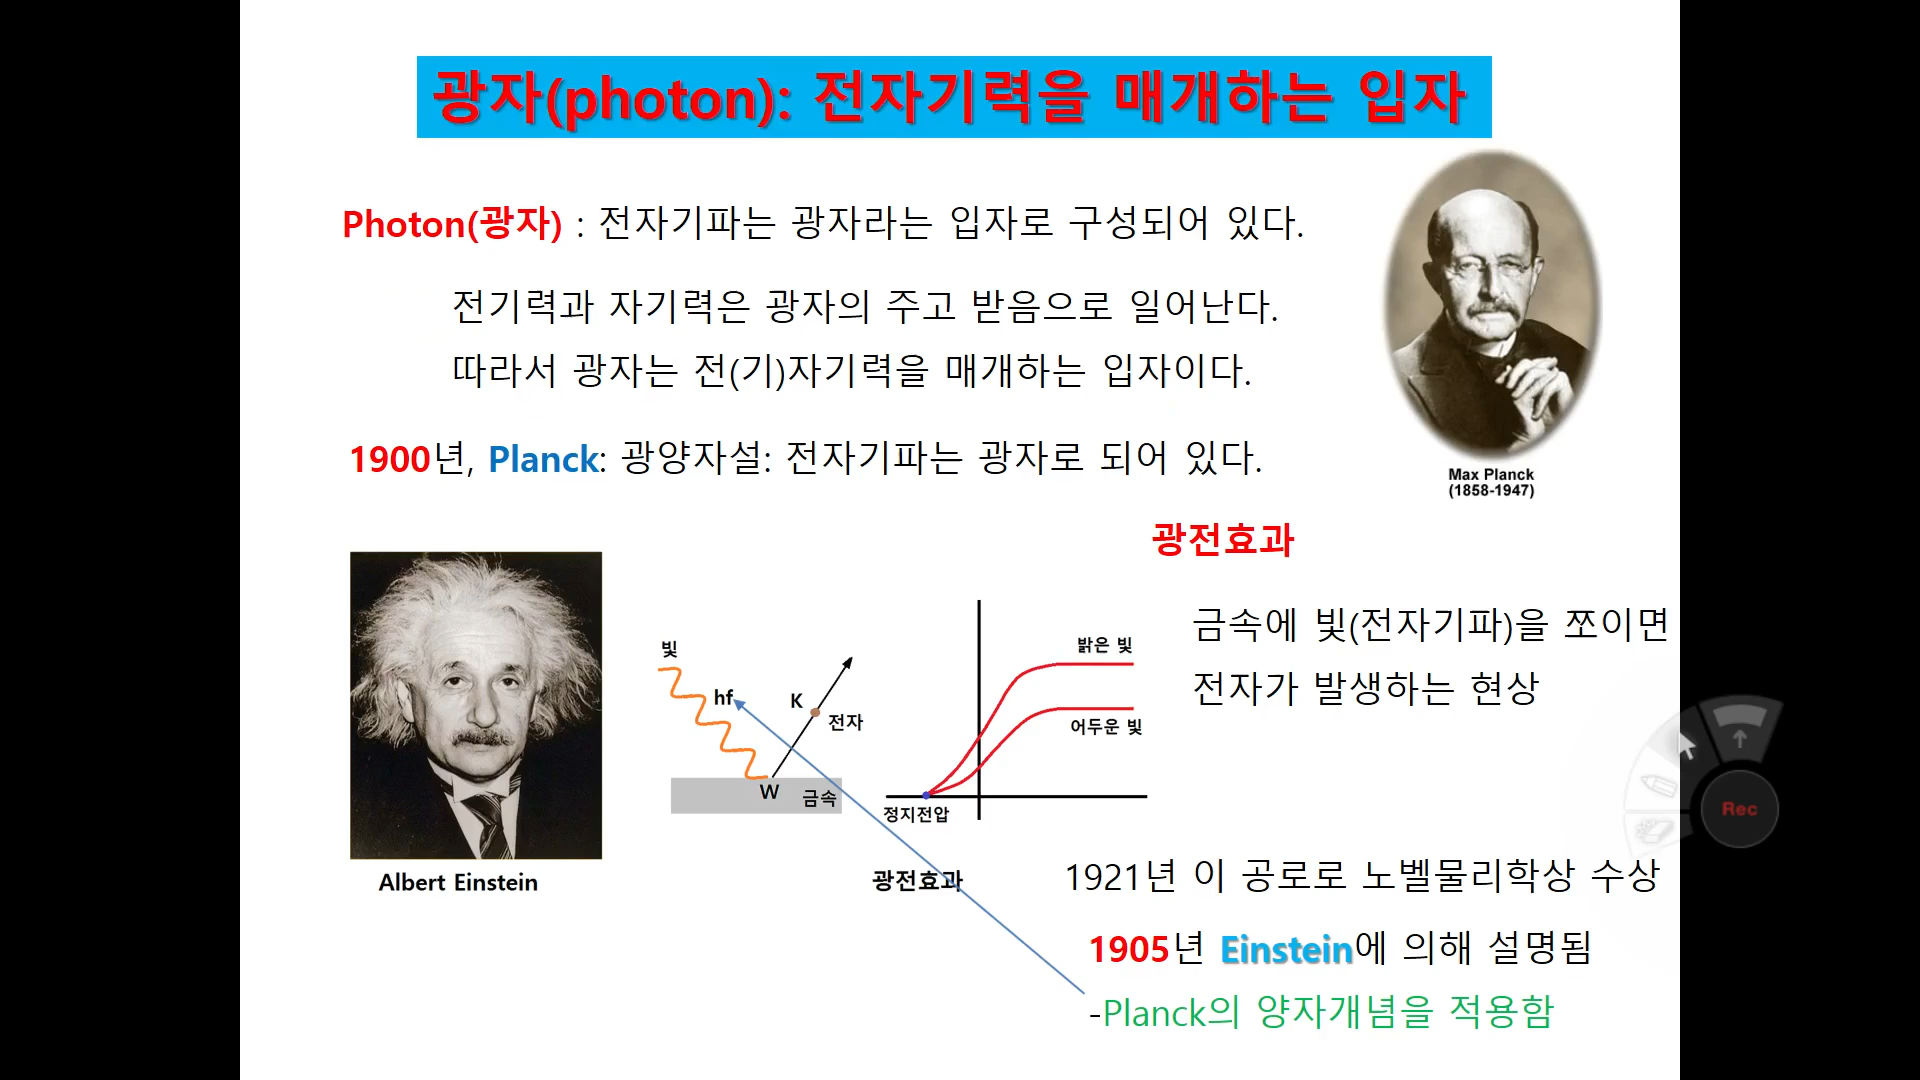 광자(photon): 전자기력을 매개하는 입자
Photon(광자) : 전자기파는 광자라는 입자로 구성되어 있다.
전기력과 자기력은 광자의 주고 받음으로 일어난다.
따라서 광자는 전(기)자기력을 매개하는 입자이다.
1900년, Planck: 광양자설: 전자기파는 광자로 되어 있다.
Max Planck
(1858-1947)
광전효과
금속에 빛(전자기파)을 쪼이면
전자가 발생하는 현상
빛
hf
K
전자
W
금속
밝은 빛
어두운 빛
정지전압
광전효과
Albert Einstein
Rec
1921년 이 공로로 노벨물리학상 수상
1905년 Einstein에 의해 설명됨
-Planck의 양자개념을 적용함